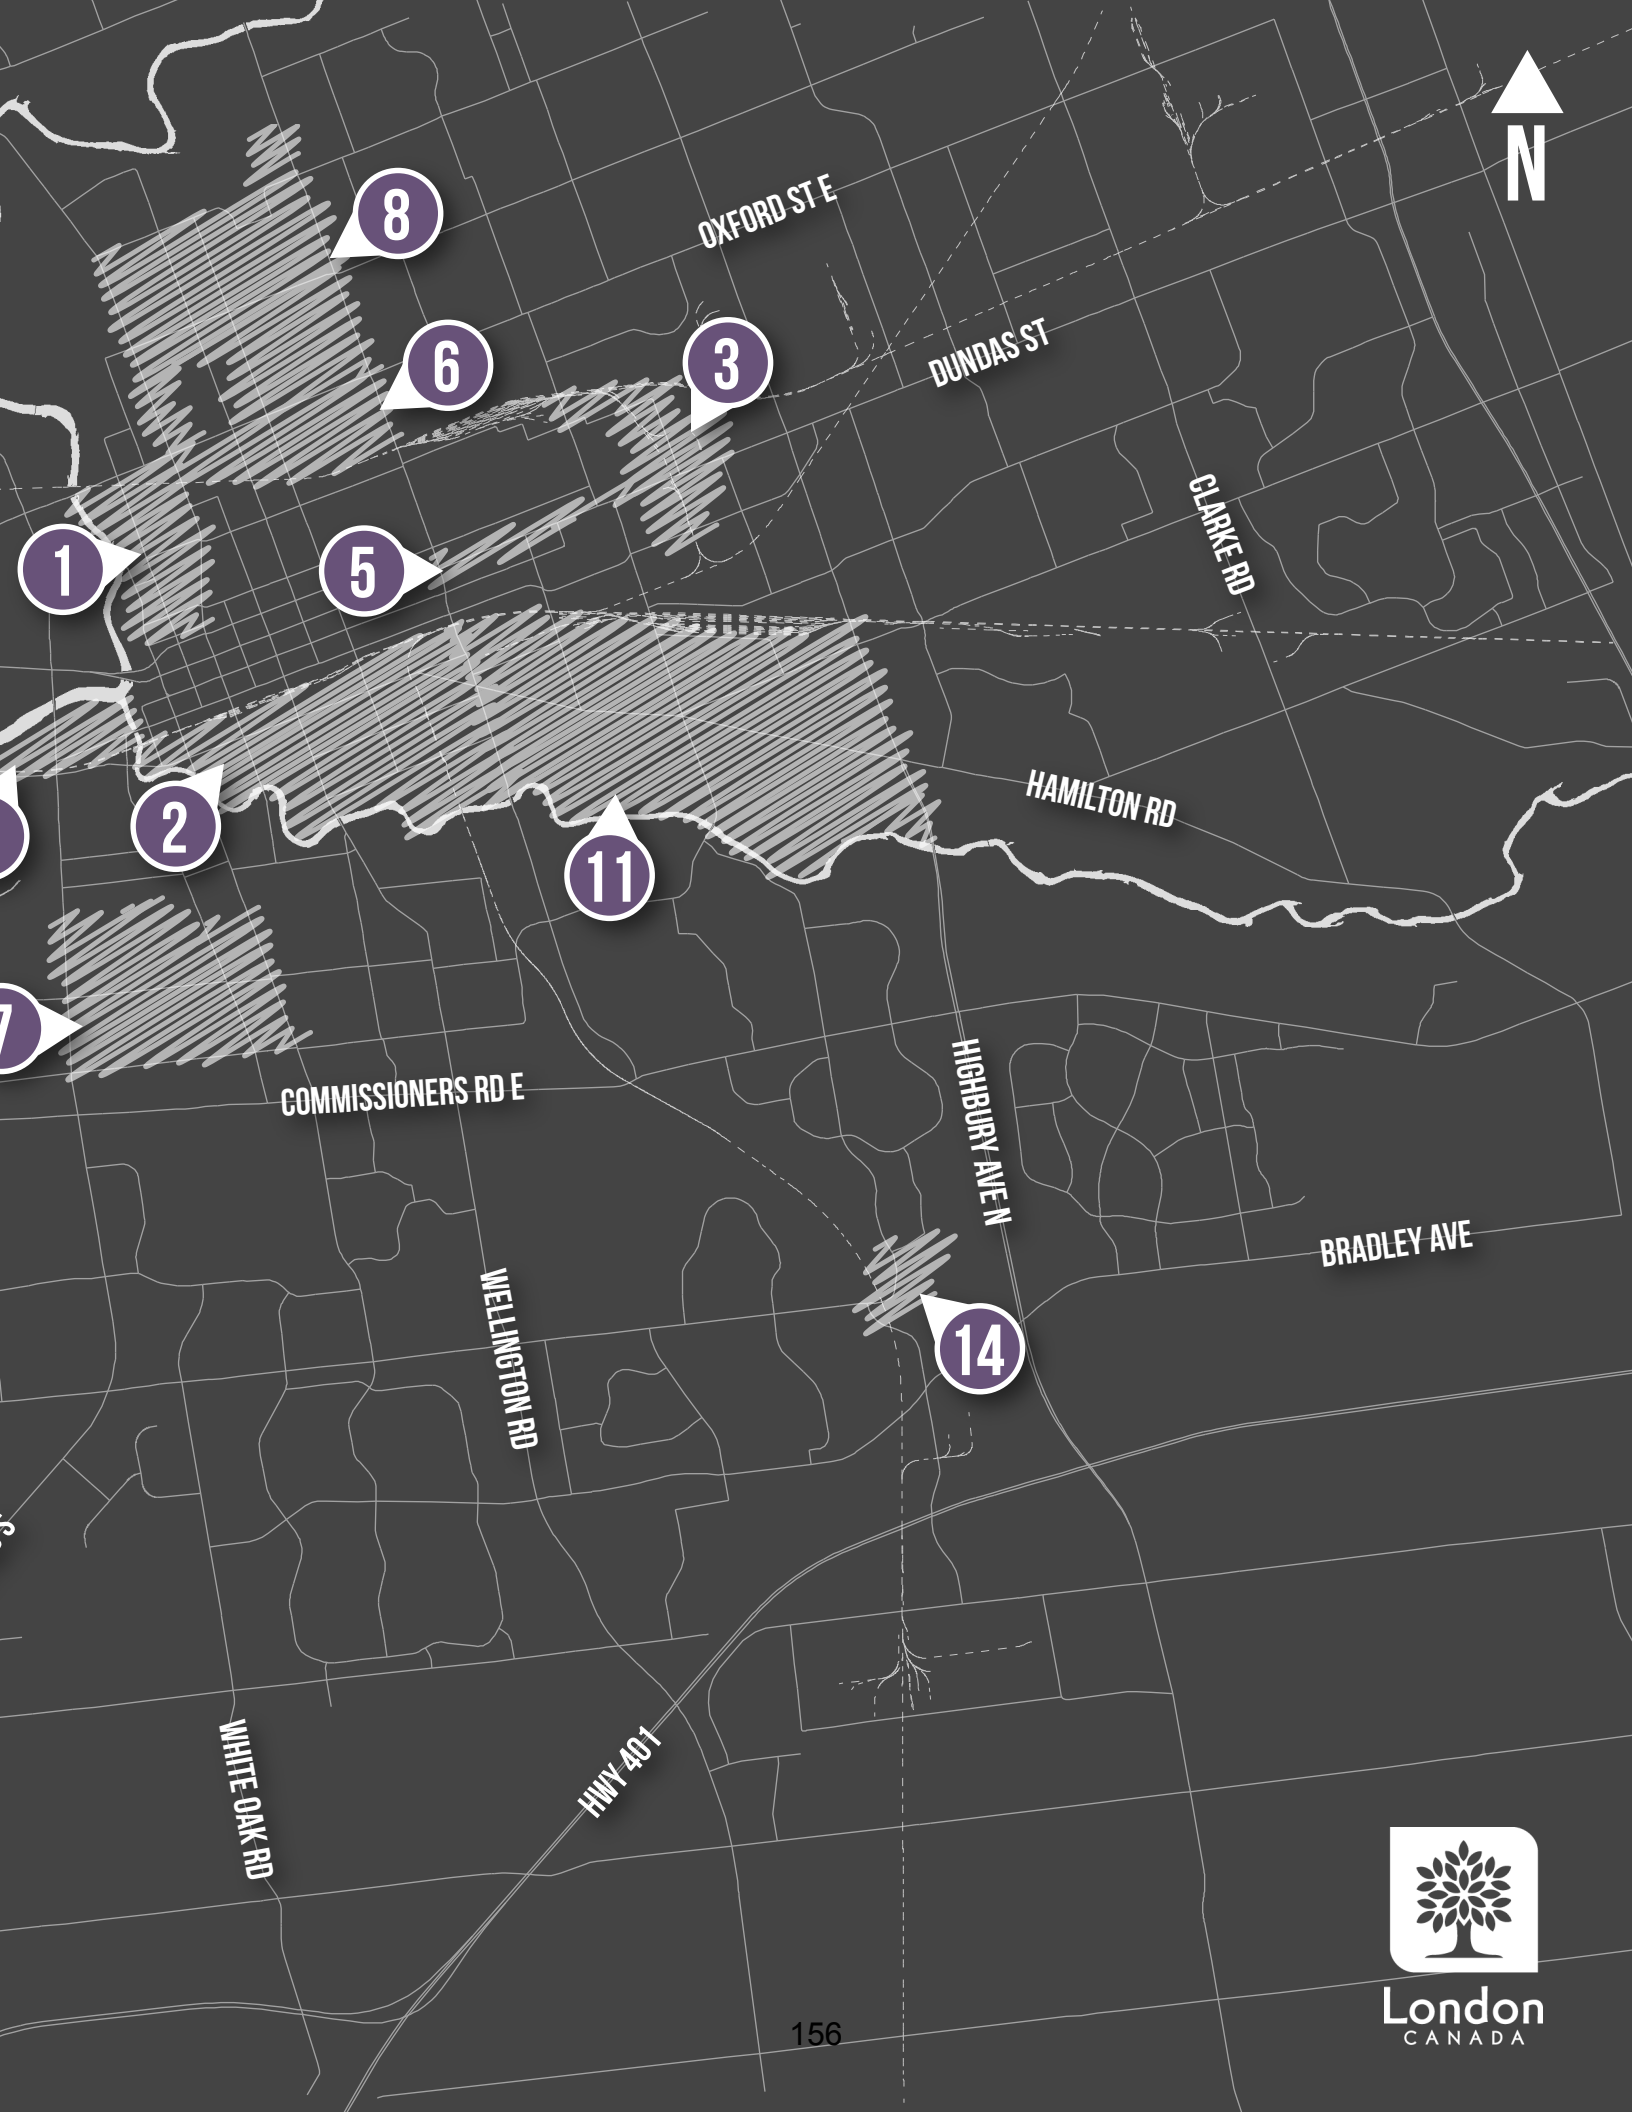 N
8
OXFORD ST E
6
3
DUNDAS ST
CLARKE RD
1
5
HAMILTON RD
2
11
7
COMMISSIONERS RD E
HIGHBURY AVE N
BRADLEY AVE
WELLINGTON RD
14
WHITE OAK RD
HWY 401
London
CANADA
156